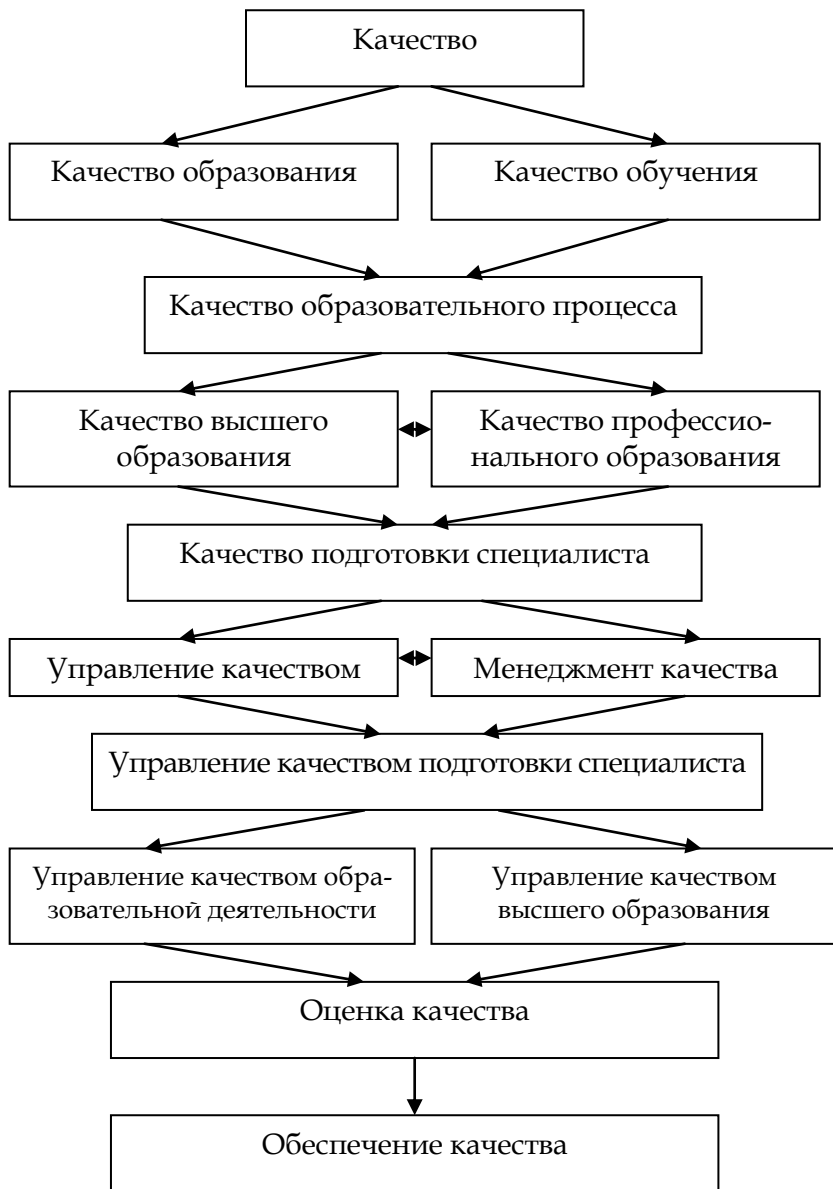 Качество
Качество образования
Качество обучения
Качество образовательного процесса
Качество высшего
образования
Качество профессио-
нального образования
Качество подготовки специалиста
Управление качеством
Менеджмент качества
Управление качеством подготовки специалиста
Управление качеством обра-
зовательной деятельности
Управление качеством
высшего образования
Оценка качества
Обеспечение качества